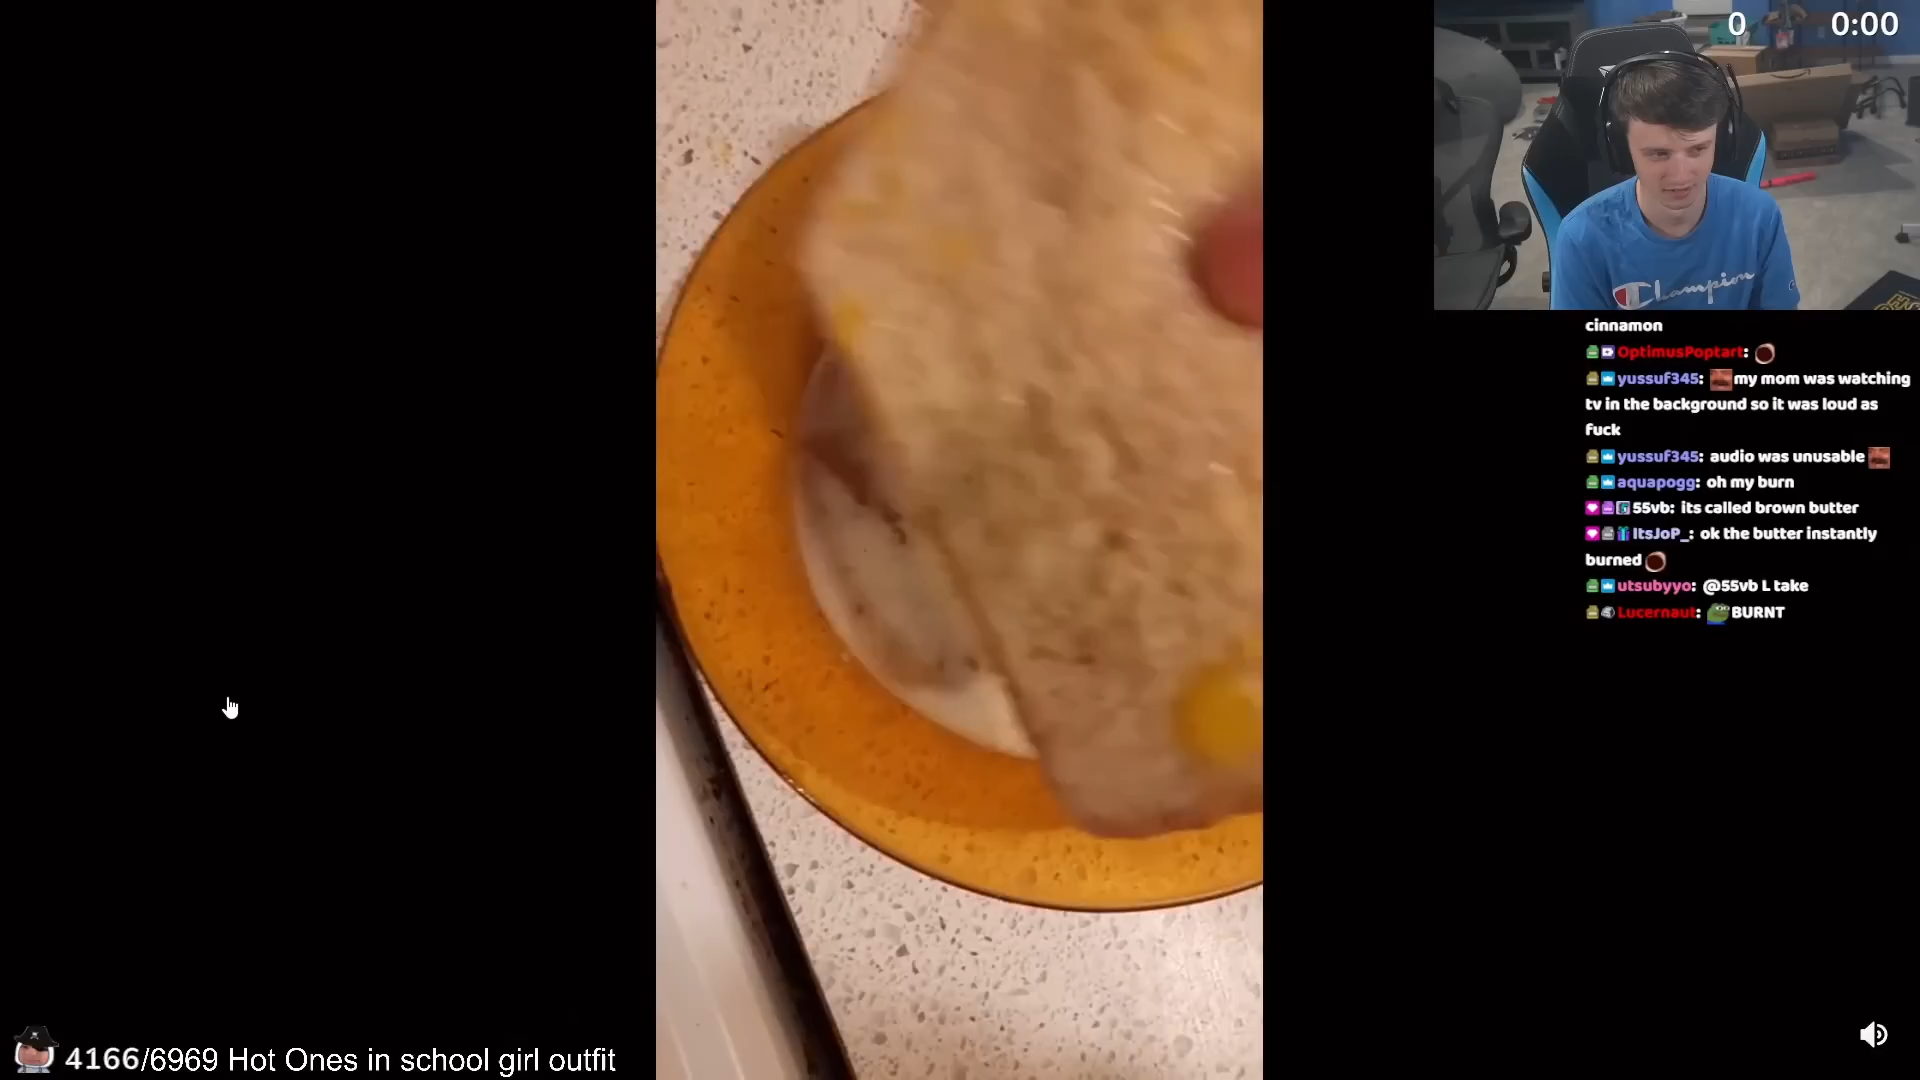 0 0:00
Champion
cinnamon
OptimusPoptart:
yussuf345: my mom was watching
tv in the background so it was loud as
fuck
yussuf345: audio was unusable
aquapogg: oh my burn
55vb: its called brown butter
ItsJoP_: ok the butter instantly
burned
utsubyyo: @55vb L take
Lucernaut: BURNT
4166/6969 Hot Ones in school girl outfit